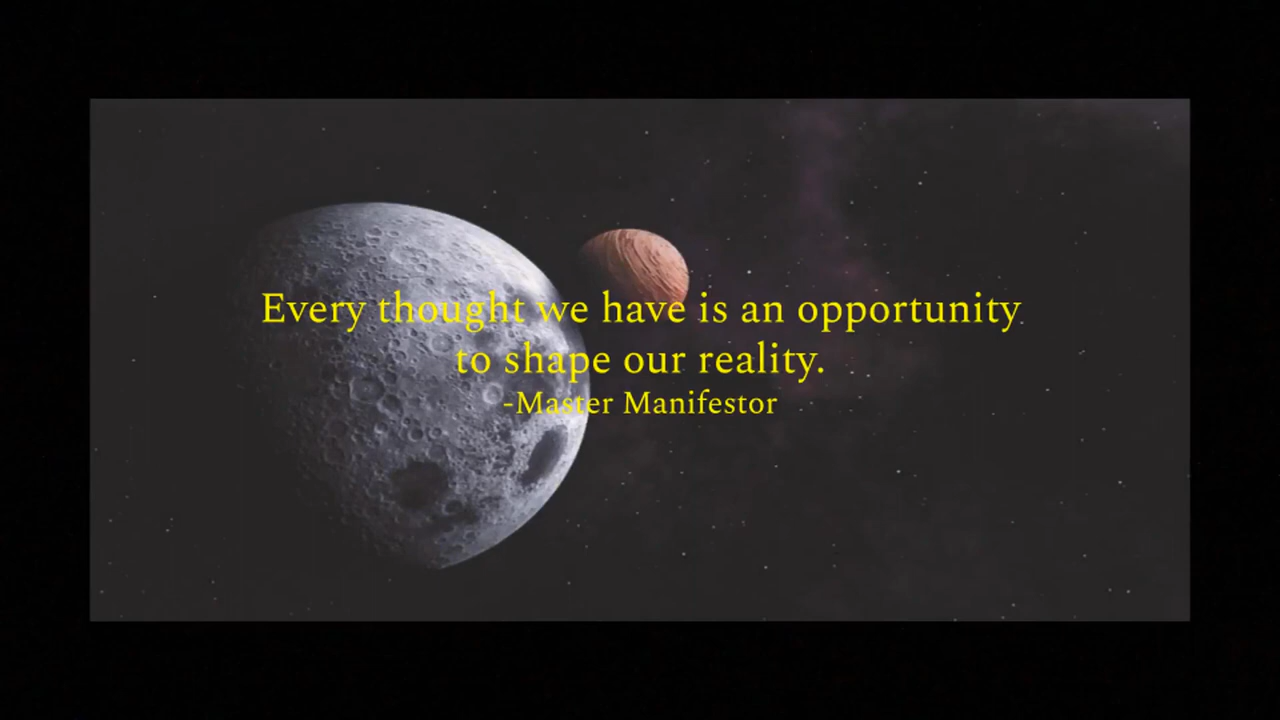 Every thought we have is an opportunity
to shape our reality.
-Master Manifestor